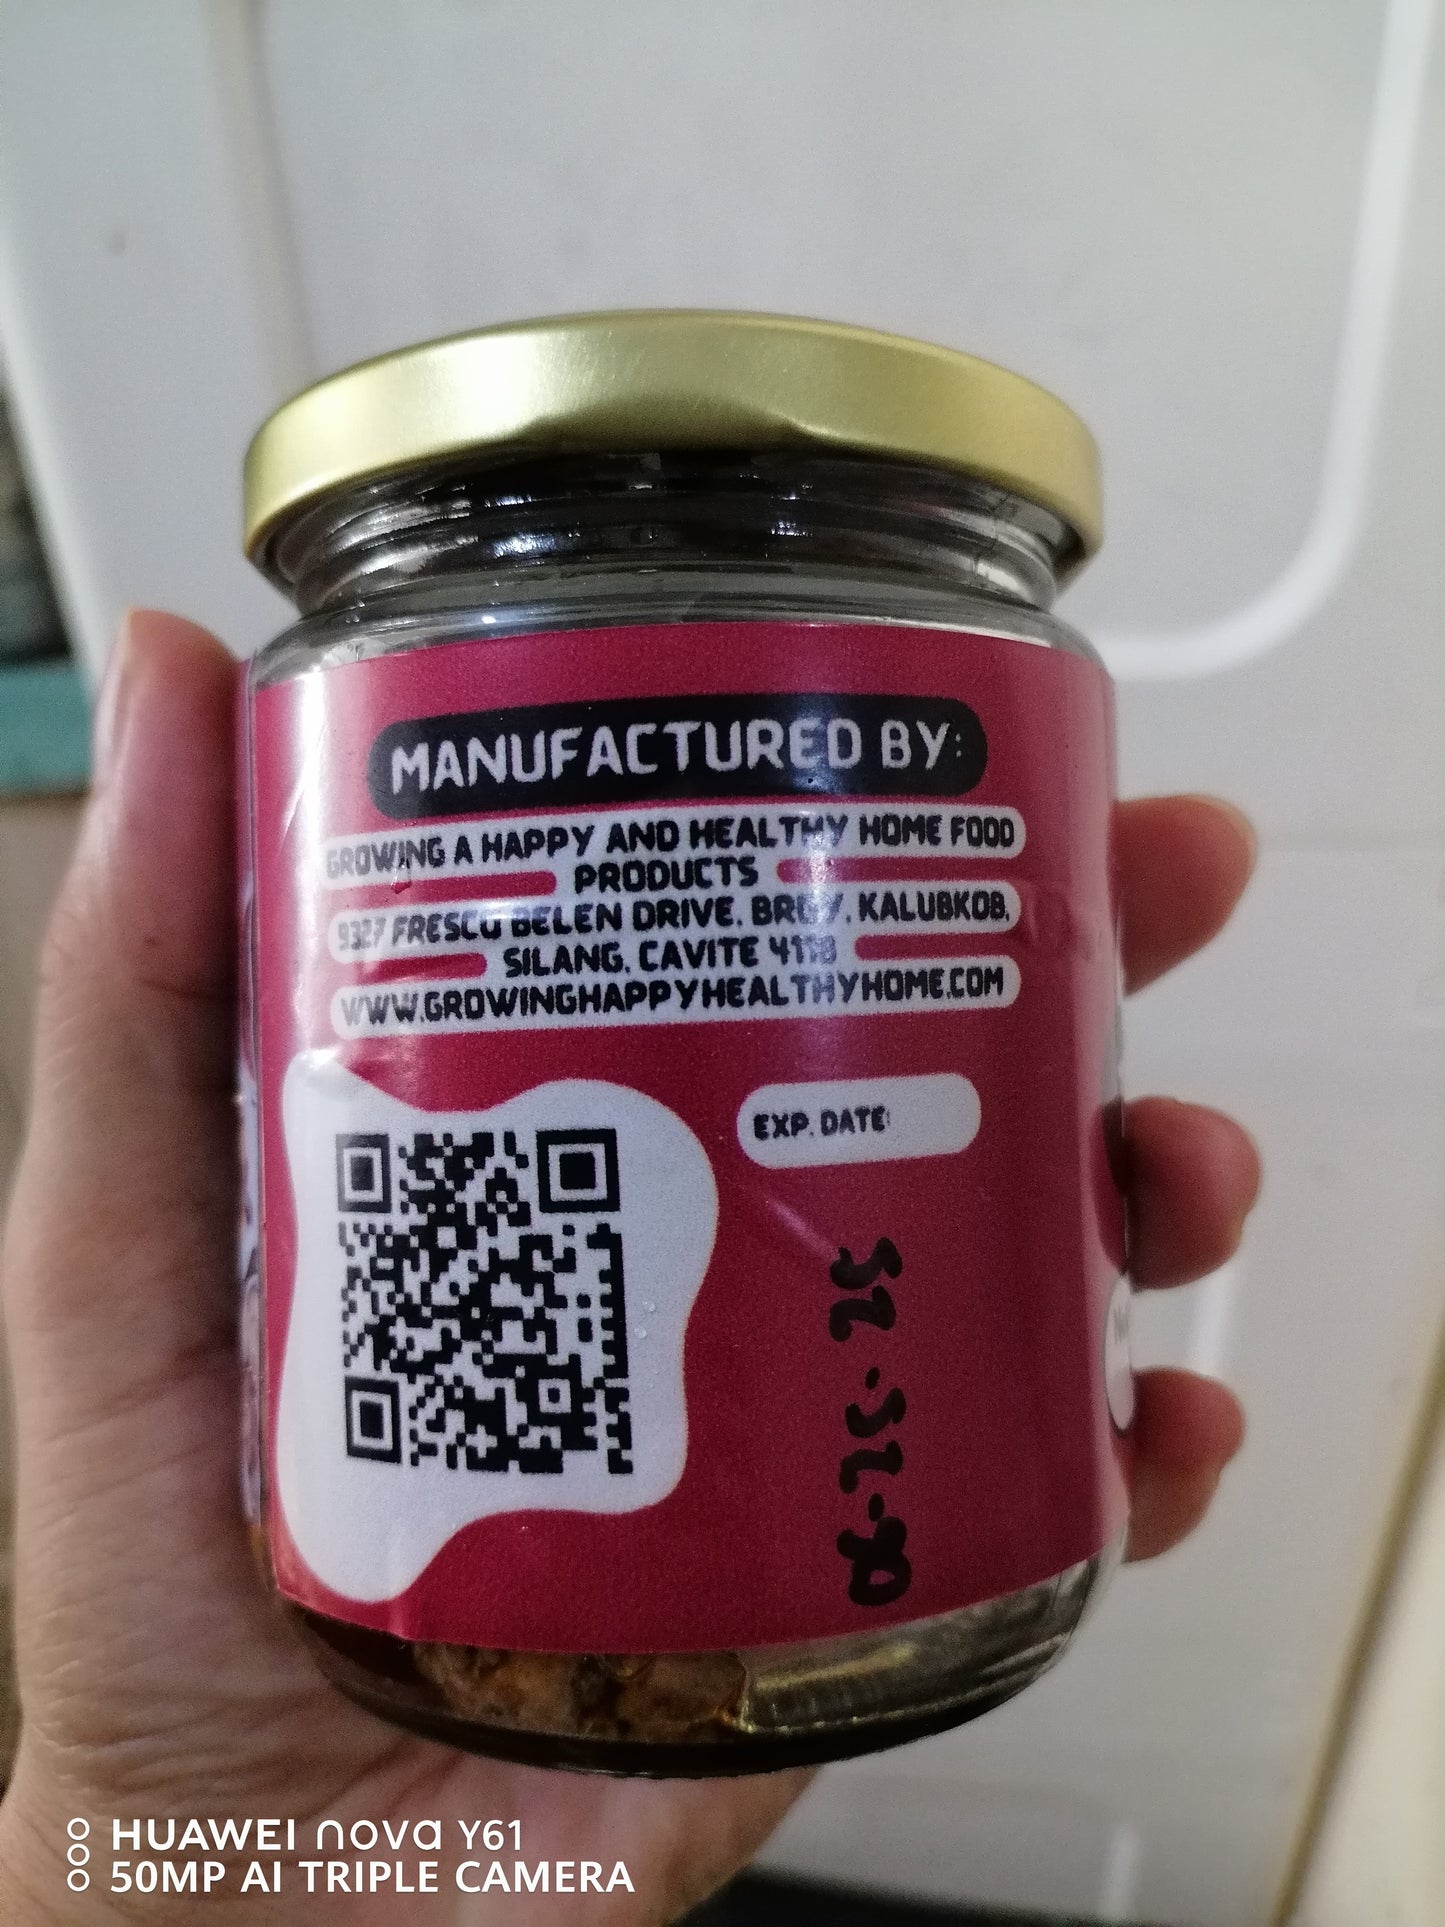 MANUFACTURED BY:
GROWING A HAPPY AND HEALTHY HOME FOOD
PRODUCTS
9327 FRESCO BELEN DRIVE. BRGY. KALUBKOB,
SILANG. CAVITE 4118
WWW.GROWINGHAPPYHEALTHYHOME.COM
EXP. DATE:
06.25.25
HUAWEI nova Y61
50MP AI TRIPLE CAMERA